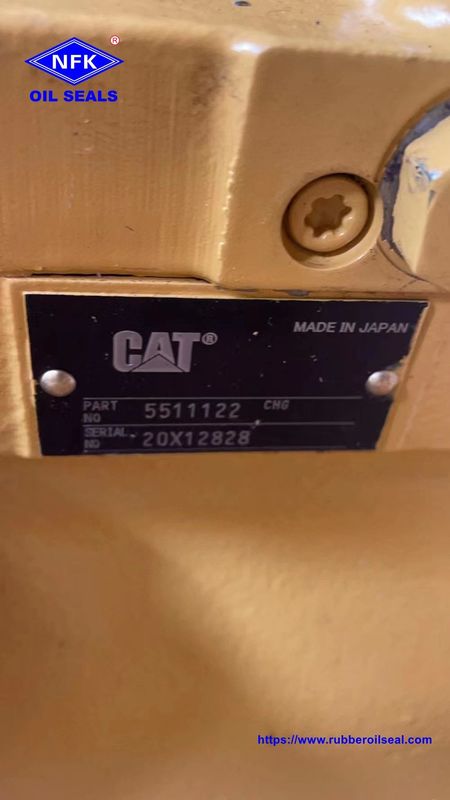 NFK ®
OIL SEALS
CAT®
MADE IN JAPAN
PART NO 5511122 CHG
SERIAL NO 20X12828
https://www.rubberoilseal.com